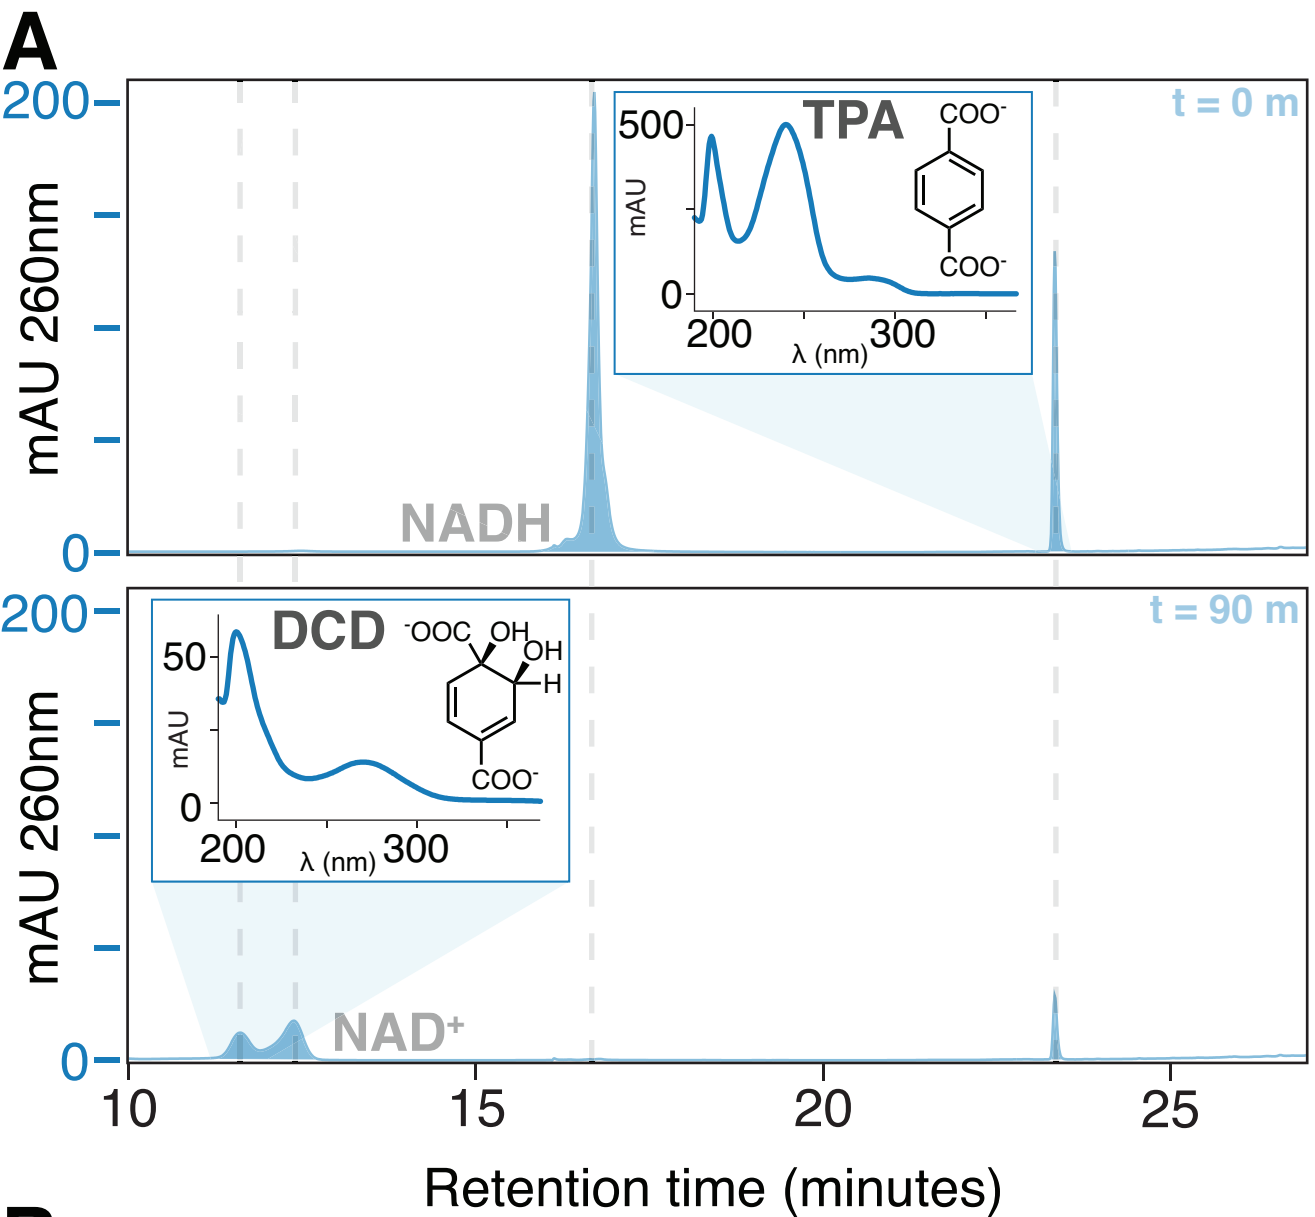 A
200
0
mAU 260nm
t = 0 m
NADH
500
0
mAU
TPA
COO-
COO-
200
300
λ (nm)
200
0
mAU 260nm
t = 90 m
50
0
mAU
DCD
-OOC
OH
OH
H
COO-
200
300
λ (nm)
NAD+
10
15
20
25
Retention time (minutes)